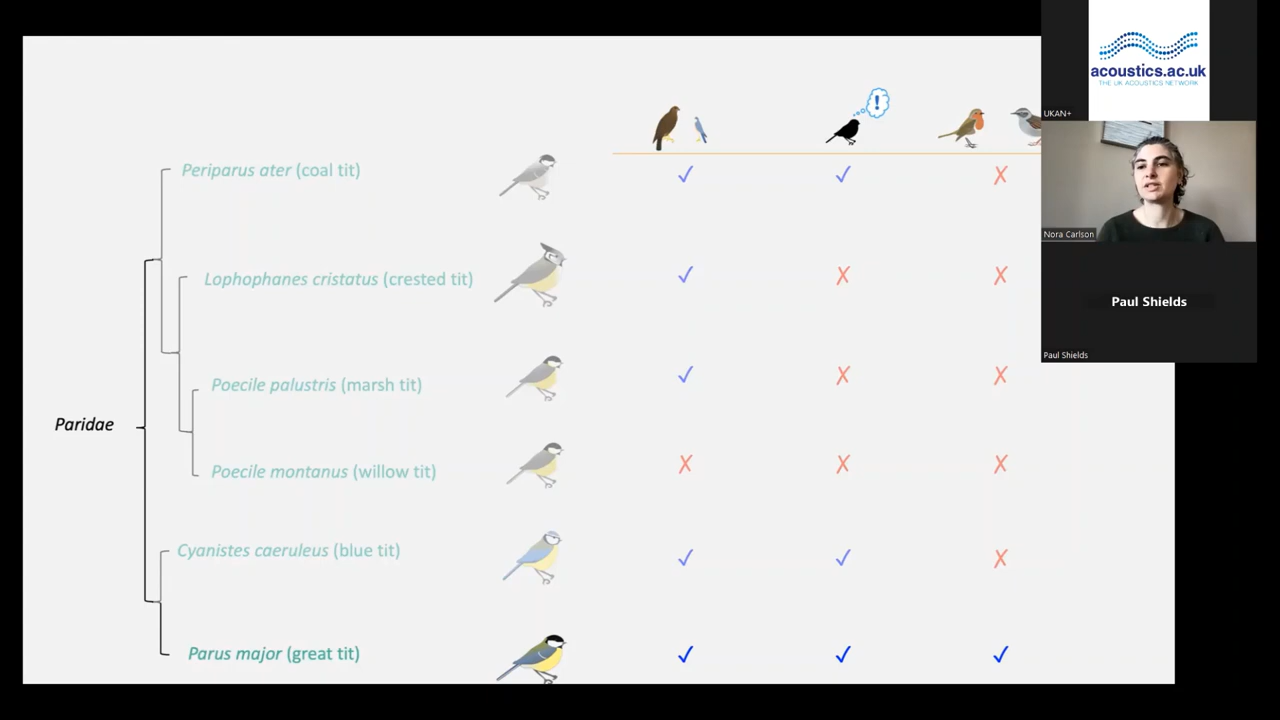 acoustics.ac.uk
THE UK ACOUSTICS NETWORK
UKAN+
!
Periparus ater (coal tit)
✓ ✓ ✗
Nora Carlson
Lophophanes cristatus (crested tit)
✓ ✗ ✗
Paul Shields
Paul Shields
Poecile palustris (marsh tit)
✓ ✗ ✗
Paridae
Poecile montanus (willow tit)
✗ ✗ ✗
Cyanistes caeruleus (blue tit)
✓ ✓ ✗
Parus major (great tit)
✓ ✓ ✓